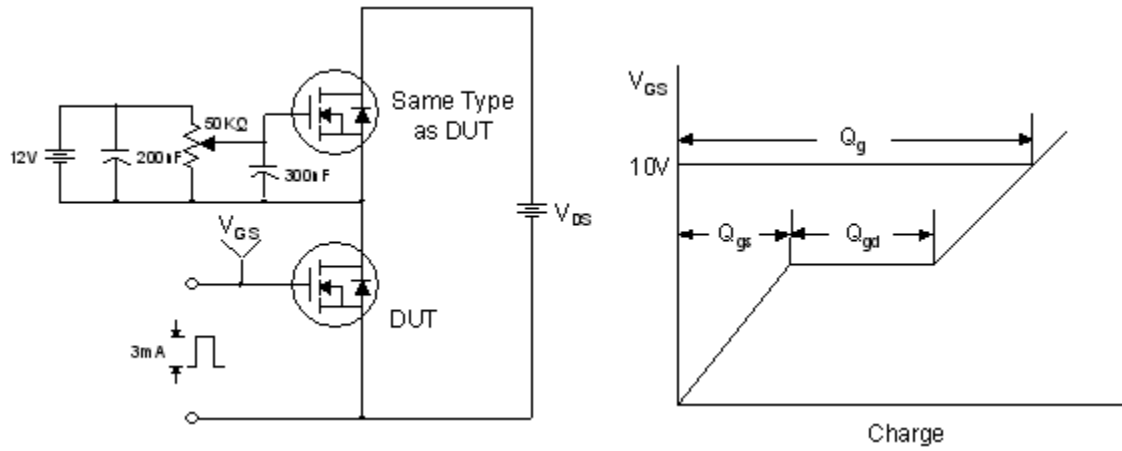 Same Type
as DUT
50KΩ
12V
200nF
300nF
V_GS
V_DS
DUT
3mA
V_GS
Q_g
10V
Q_gs
Q_gd
Charge